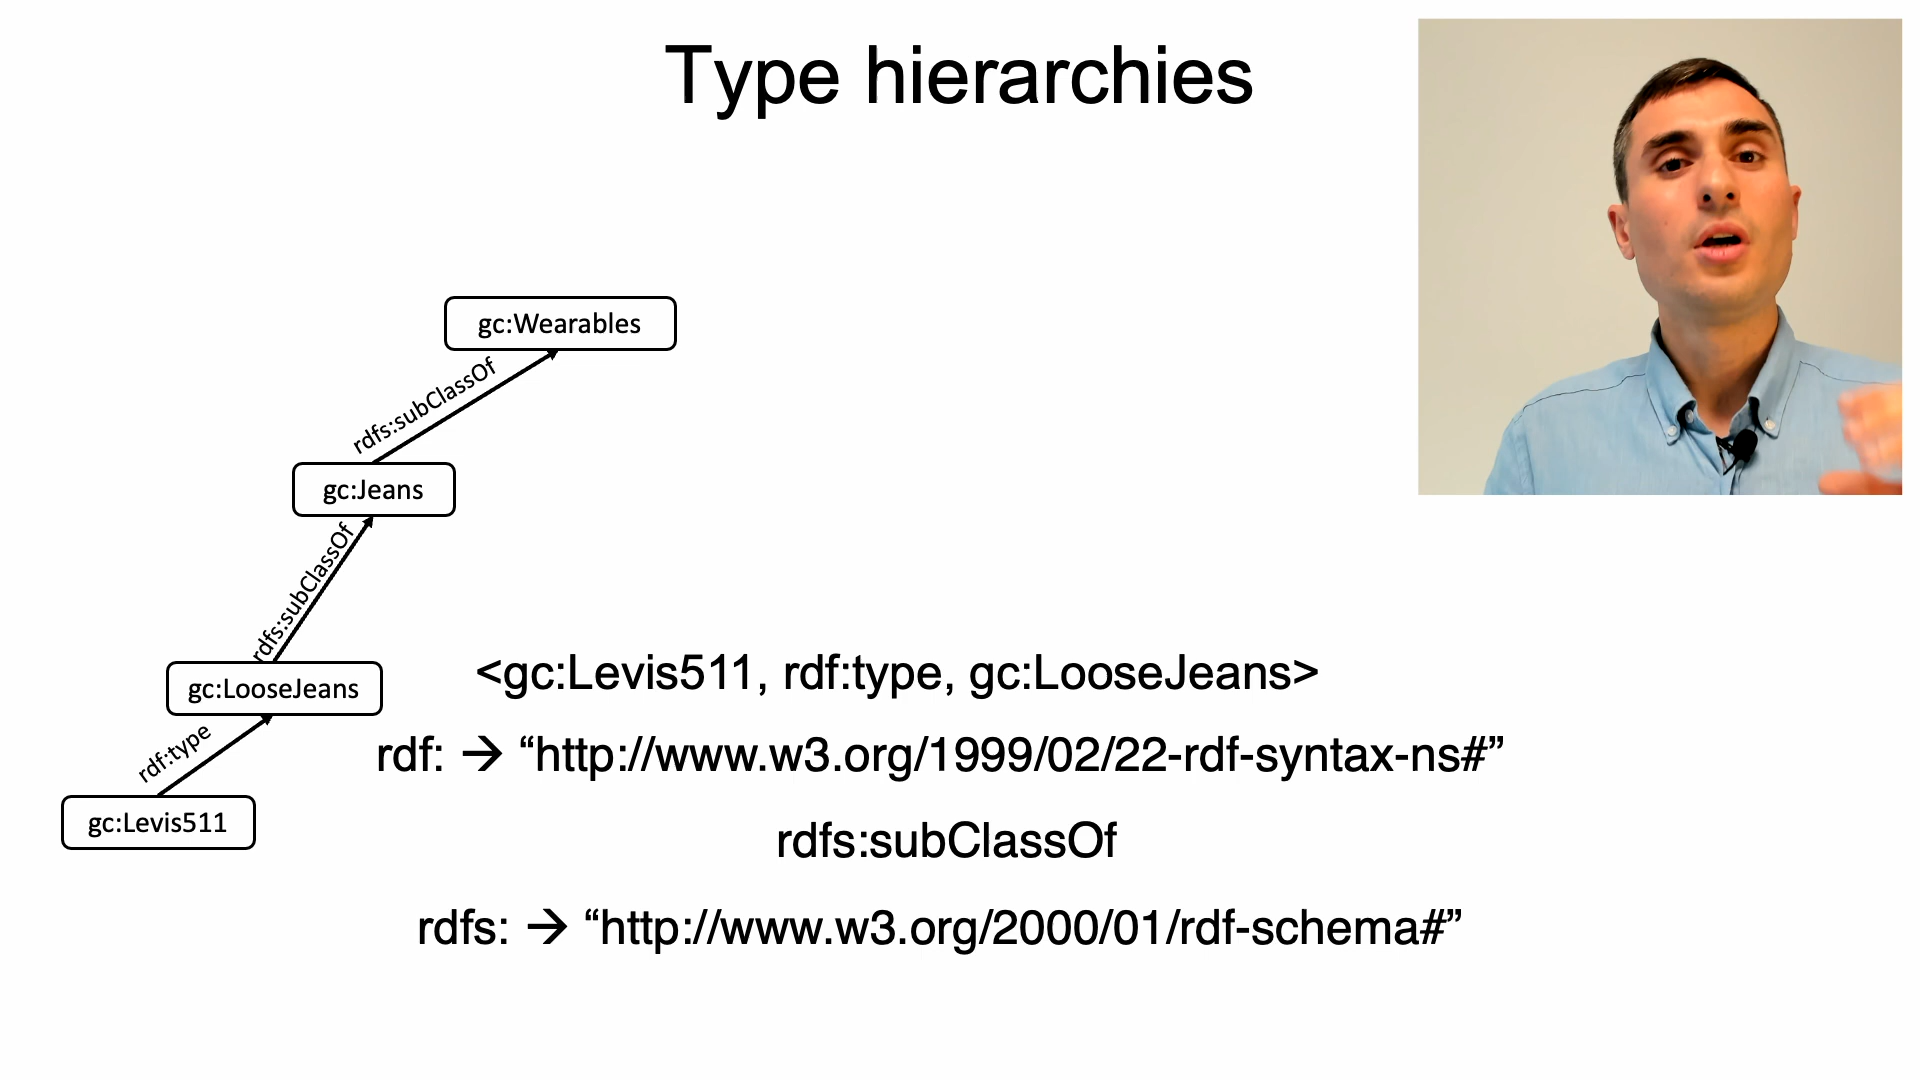 Type hierarchies
gc:Wearables
rdfs:subClassOf
gc:Jeans
rdfs:subClassOf
gc:LooseJeans
rdf:type
gc:Levis511
<gc:Levis511, rdf:type, gc:LooseJeans>
rdf: → “http://www.w3.org/1999/02/22-rdf-syntax-ns#”
rdfs:subClassOf
rdfs: → “http://www.w3.org/2000/01/rdf-schema#”